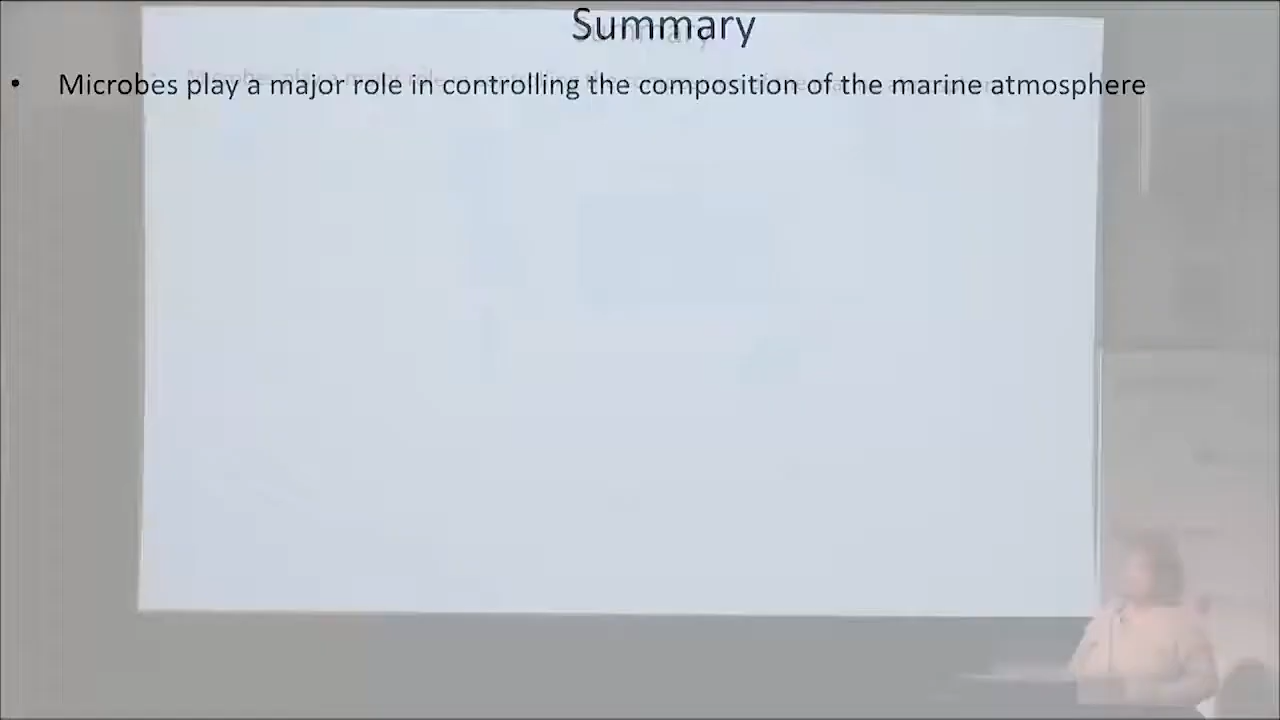 Summary
• Microbes play a major role in controlling the composition of the marine atmosphere